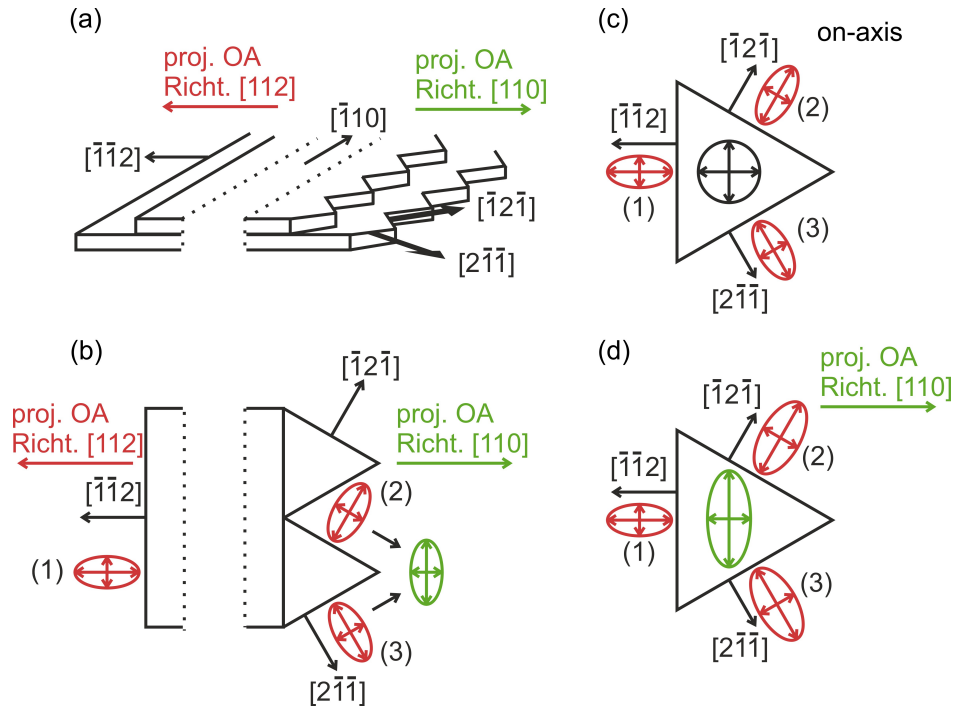 (a)
proj. OA
Richt. [112]
proj. OA
Richt. [110]
[1̄10]
[1̄1̄2]
[1̄21̄]
[21̄1̄]
(b)
[1̄21̄]
proj. OA
Richt. [112]
proj. OA
Richt. [110]
[1̄1̄2]
(2)
(1)
(3)
[21̄1̄]
(c)
on-axis
[1̄21̄]
(2)
[1̄1̄2]
(1)
(3)
[21̄1̄]
(d)
proj. OA
Richt. [110]
[1̄21̄]
(2)
[1̄1̄2]
(1)
(3)
[21̄1̄]